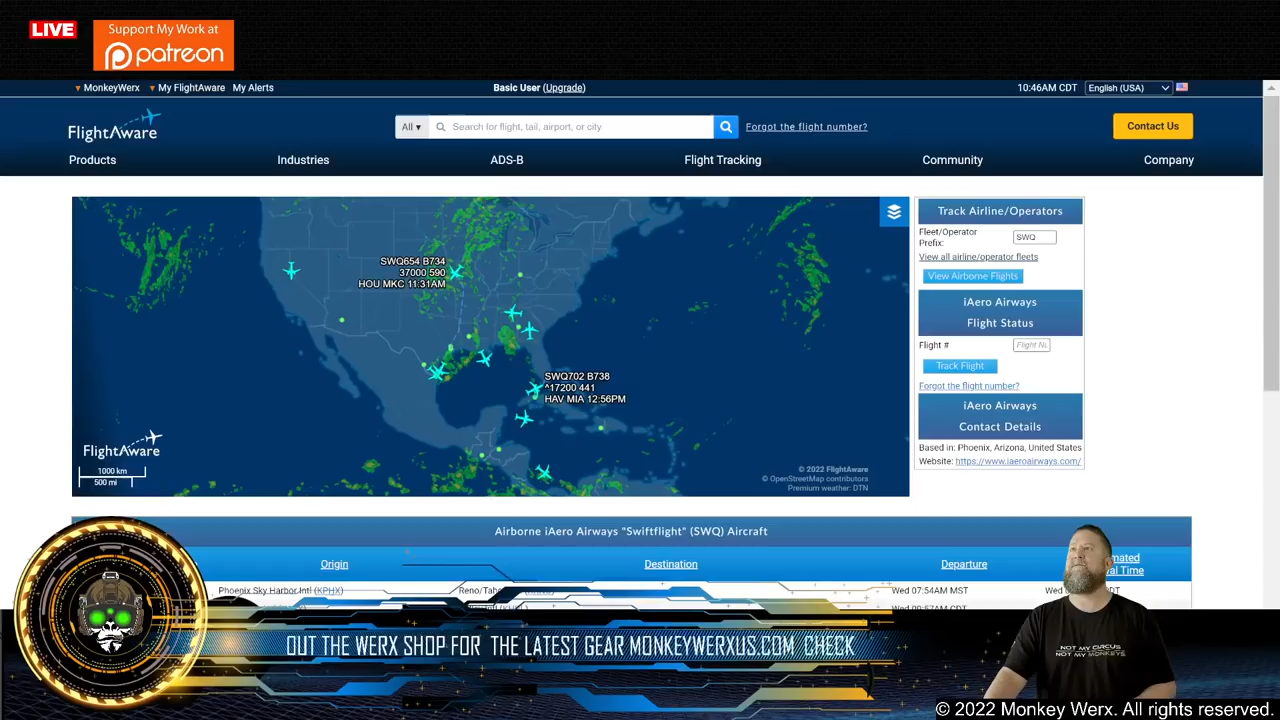 LIVE
Support My Work at
patreon
MonkeyWerx
My FlightAware
My Alerts
Basic User (Upgrade)
10:46AM CDT
English (USA)
FlightAware
All
Search for flight, tail, airport, or city
Forgot the flight number?
Contact Us
Products
Industries
ADS-B
Flight Tracking
Community
Company
SWQ654 B734
37000 590
HOU MKC 11:31AM
SWQ702 B738
^17200 441
HAV MIA 12:56PM
FlightAware
1000 km
500 mi
© 2022 FlightAware
© OpenStreetMap contributors
Premium weather: DTN
Track Airline/Operators
Fleet/Operator
Prefix:
SWQ
View all airline/operator fleets
View Airborne Flights
iAero Airways
Flight Status
Flight #
Flight
Track Flight
Forgot the flight number?
iAero Airways
Contact Details
Based in: Phoenix, Arizona, United States
Website: https://www.iaeroairways.com/
Airborne iAero Airways "Swiftflight" (SWQ) Aircraft
Origin
Destination
Departure
Phoenix Sky Harbor Intl (KPHX)
Wed 07:54AM MST
OUT THE WERX SHOP FOR THE LATEST GEAR MONKEYWERXUS.COM CHECK
NOT MY CIRCUS
NOT MY MONKEYS
© 2022 Monkey Werx. All rights reserved.